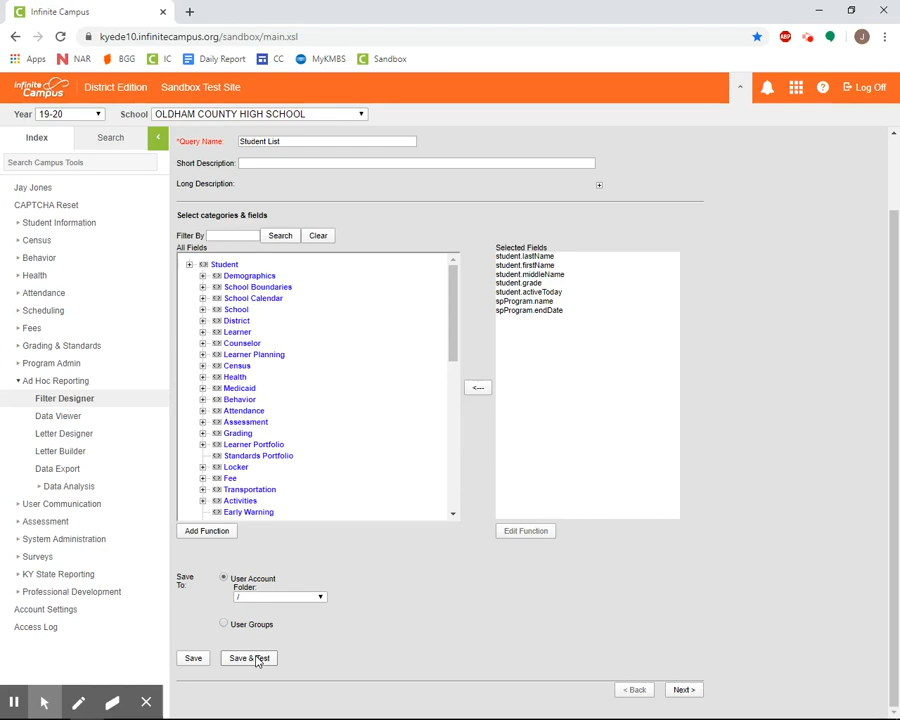 Infinite Campus
kyede10.infinitecampus.org/sandbox/main.xsl
ABP
J
Apps NAR BGG IC Daily Report CC MyKMBS Sandbox
Infinite Campus District Edition Sandbox Test Site ? Log Off
Year 19-20 School OLDHAM COUNTY HIGH SCHOOL
Index Search
Search Campus Tools
Jay Jones
CAPTCHA Reset
Student Information
Census
Behavior
Health
Attendance
Scheduling
Fees
Grading & Standards
Program Admin
Ad Hoc Reporting
Filter Designer
Data Viewer
Letter Designer
Letter Builder
Data Export
Data Analysis
User Communication
Assessment
System Administration
Surveys
KY State Reporting
Professional Development
Account Settings
Access Log
*Query Name: Student List
Short Description:
Long Description:
Select categories & fields
Filter By Search Clear
All Fields
Student
Demographics
School Boundaries
School Calendar
School
District
Learner
Counselor
Learner Planning
Census
Health
Medicaid
Behavior
Attendance
Assessment
Grading
Learner Portfolio
Standards Portfolio
Locker
Fee
Transportation
Activities
Early Warning
Add Function
<---
Selected Fields
student.lastName
student.firstName
student.middleName
student.grade
student.activeToday
spProgram.name
spProgram.endDate
Edit Function
Save To: User Account
Folder:
/
User Groups
Save Save & Test
< Back Next >